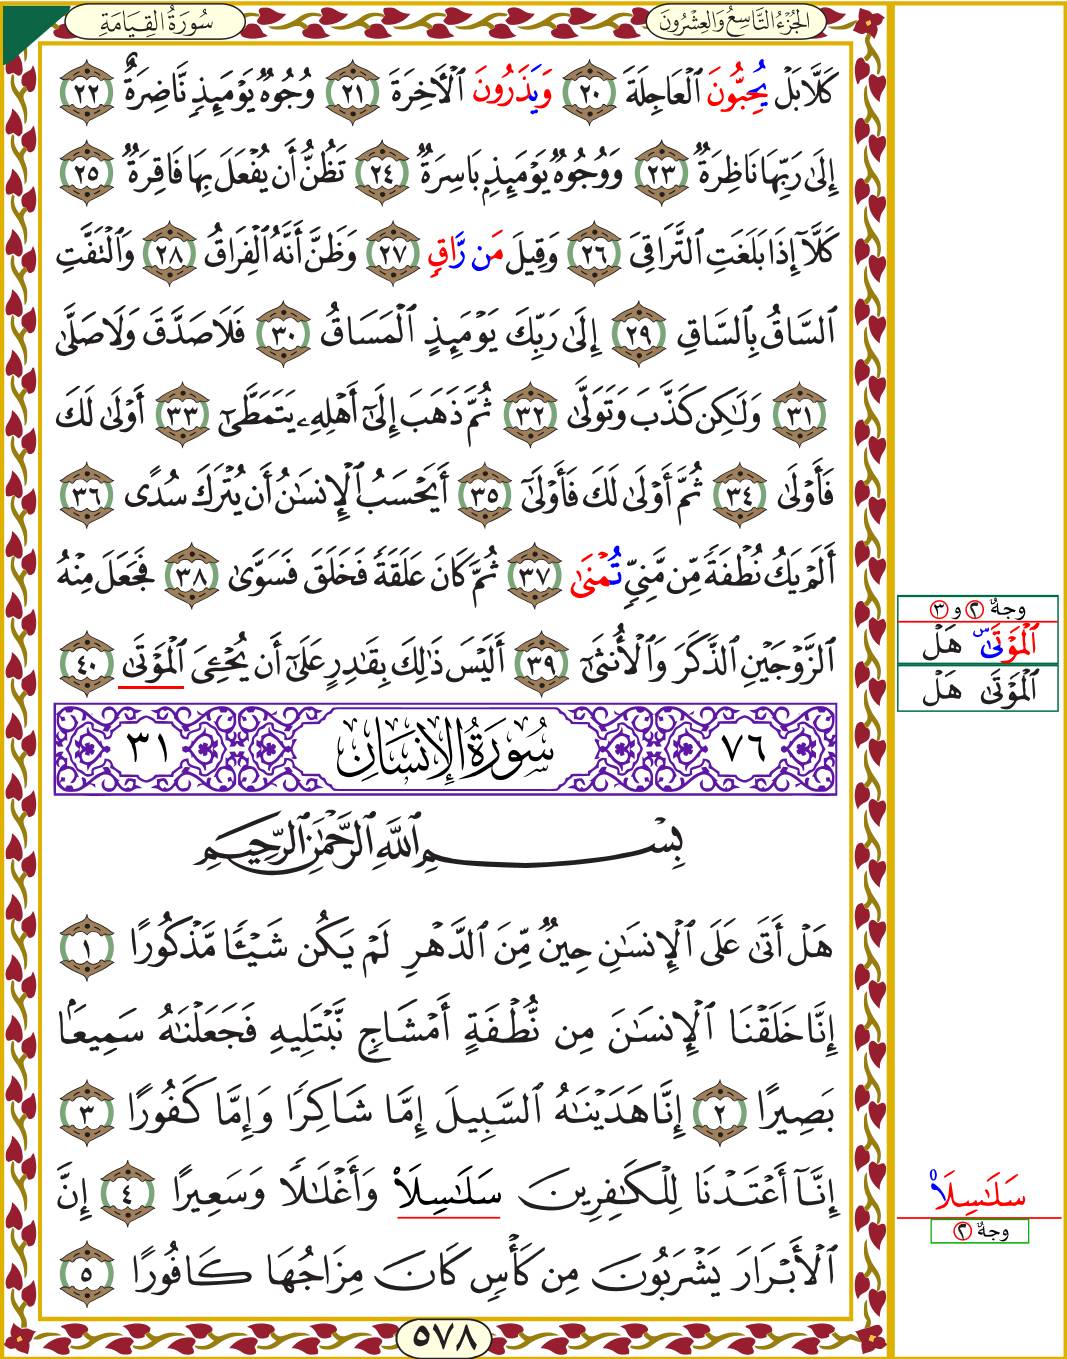 سُورَةُ القِيَامَةِ
الجُزْءُ التَّاسِعُ وَالعِشْرُونَ
كَلَّا بَلْ يُحِبُّونَ ٱلْعَاجِلَةَ ٢٠ وَيَذَرُونَ ٱلْأَخِرَةَ ٢١ وُجُوهٌ يَوْمَئِذٍ نَّاضِرَةٌ ٢٢
إِلَىٰ رَبِّهَا نَاظِرَةٌ ٢٣ وَوُجُوهٌ يَوْمَئِذٍۭ بَاسِرَةٌ ٢٤ تَظُنُّ أَن يُفْعَلَ بِهَا فَاقِرَةٌ ٢٥
كَلَّآ إِذَا بَلَغَتِ ٱلتَّرَاقِىَ ٢٦ وَقِيلَ مَن رَّاقٍ ٢٧ وَظَنَّ أَنَّهُ ٱلْفِرَاقُ ٢٨ وَٱلْتَفَّتِ
ٱلسَّاقُ بِٱلسَّاقِ ٢٩ إِلَىٰ رَبِّكَ يَوْمَئِذٍ ٱلْمَسَاقُ ٣٠ فَلَا صَدَّقَ وَلَا صَلَّىٰ
٣١ وَلَـٰكِن كَذَّبَ وَتَوَلَّىٰ ٣٢ ثُمَّ ذَهَبَ إِلَىٰٓ أَهْلِهِۦ يَتَمَطَّىٰٓ ٣٣ أَوْلَىٰ لَكَ
فَأَوْلَىٰ ٣٤ ثُمَّ أَوْلَىٰ لَكَ فَأَوْلَىٰٓ ٣٥ أَيَحْسَبُ ٱلْإِنسَـٰنُ أَن يُتْرَكَ سُدًى ٣٦
أَلَمْ يَكُ نُطْفَةً مِّن مَّنِىٍّ تُمْنَىٰ ٣٧ ثُمَّ كَانَ عَلَقَةً فَخَلَقَ فَسَوَّىٰ ٣٨ فَجَعَلَ مِنْهُ
ٱلزَّوْجَيْنِ ٱلذَّكَرَ وَٱلْأُنثَىٰٓ ٣٩ أَلَيْسَ ذَٰلِكَ بِقَـٰدِرٍ عَلَىٰٓ أَن يُحْـِۧىَ ٱلْمَوْتَىٰ ٤٠
وجهٌ ٢ و ٣
ٱلْمَوْتَىٰ س هَلْ
ٱلْمَوْتَىٰ هَلْ
٧٦ سُورَةُ الإِنسَانِ ٣١
بِسْمِ ٱللَّهِ ٱلرَّحْمَـٰنِ ٱلرَّحِيمِ
هَلْ أَتَىٰ عَلَى ٱلْإِنسَـٰنِ حِينٌ مِّنَ ٱلدَّهْرِ لَمْ يَكُن شَيْـًٔا مَّذْكُورًا ١
إِنَّا خَلَقْنَا ٱلْإِنسَـٰنَ مِن نُّطْفَةٍ أَمْشَاجٍ نَّبْتَلِيهِ فَجَعَلْنَـٰهُ سَمِيعًۢا
بَصِيرًا ٢ إِنَّا هَدَيْنَـٰهُ ٱلسَّبِيلَ إِمَّا شَاكِرًا وَإِمَّا كَفُورًا ٣
إِنَّآ أَعْتَدْنَا لِلْكَـٰفِرِينَ سَلَـٰسِلَا۟ وَأَغْلَـٰلًا وَسَعِيرًا ٤ إِنَّ
ٱلْأَبْرَارَ يَشْرَبُونَ مِن كَأْسٍ كَانَ مِزَاجُهَا كَافُورًا ٥
سَلَـٰسِلَا۟
وجهٌ ٢
٥٧٨